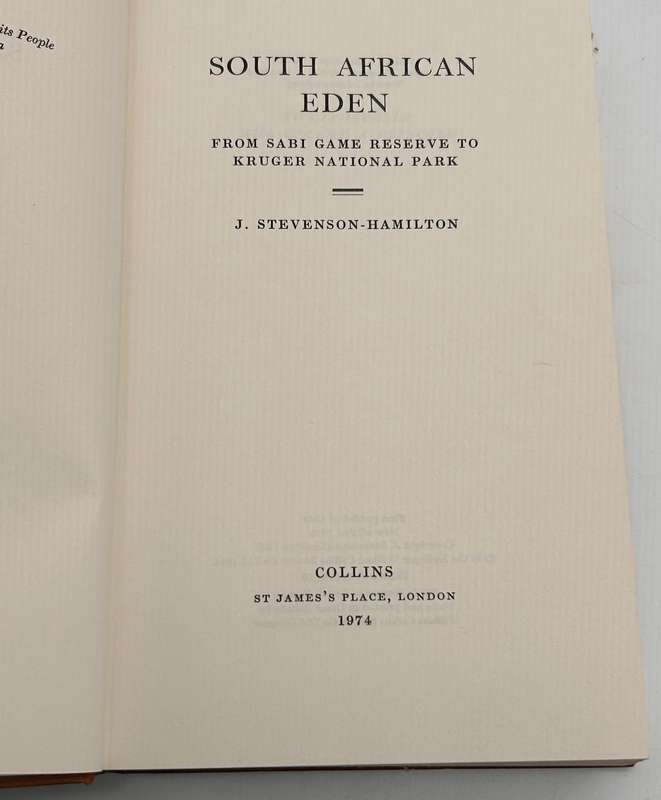 its People
SOUTH AFRICAN
EDEN
FROM SABI GAME RESERVE TO
KRUGER NATIONAL PARK
J. STEVENSON-HAMILTON
COLLINS
ST JAMES'S PLACE, LONDON
1974